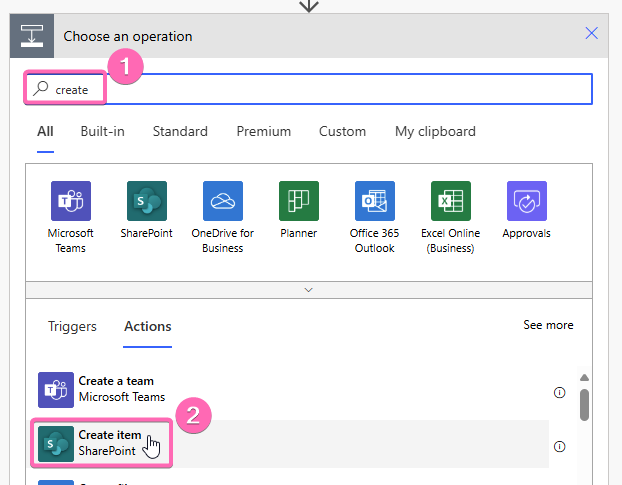 Choose an operation
1
create
All Built-in Standard Premium Custom My clipboard
Microsoft Teams
SharePoint
OneDrive for Business
Planner
Office 365 Outlook
Excel Online (Business)
Approvals
Triggers Actions See more
Create a team
Microsoft Teams
2
Create item
SharePoint